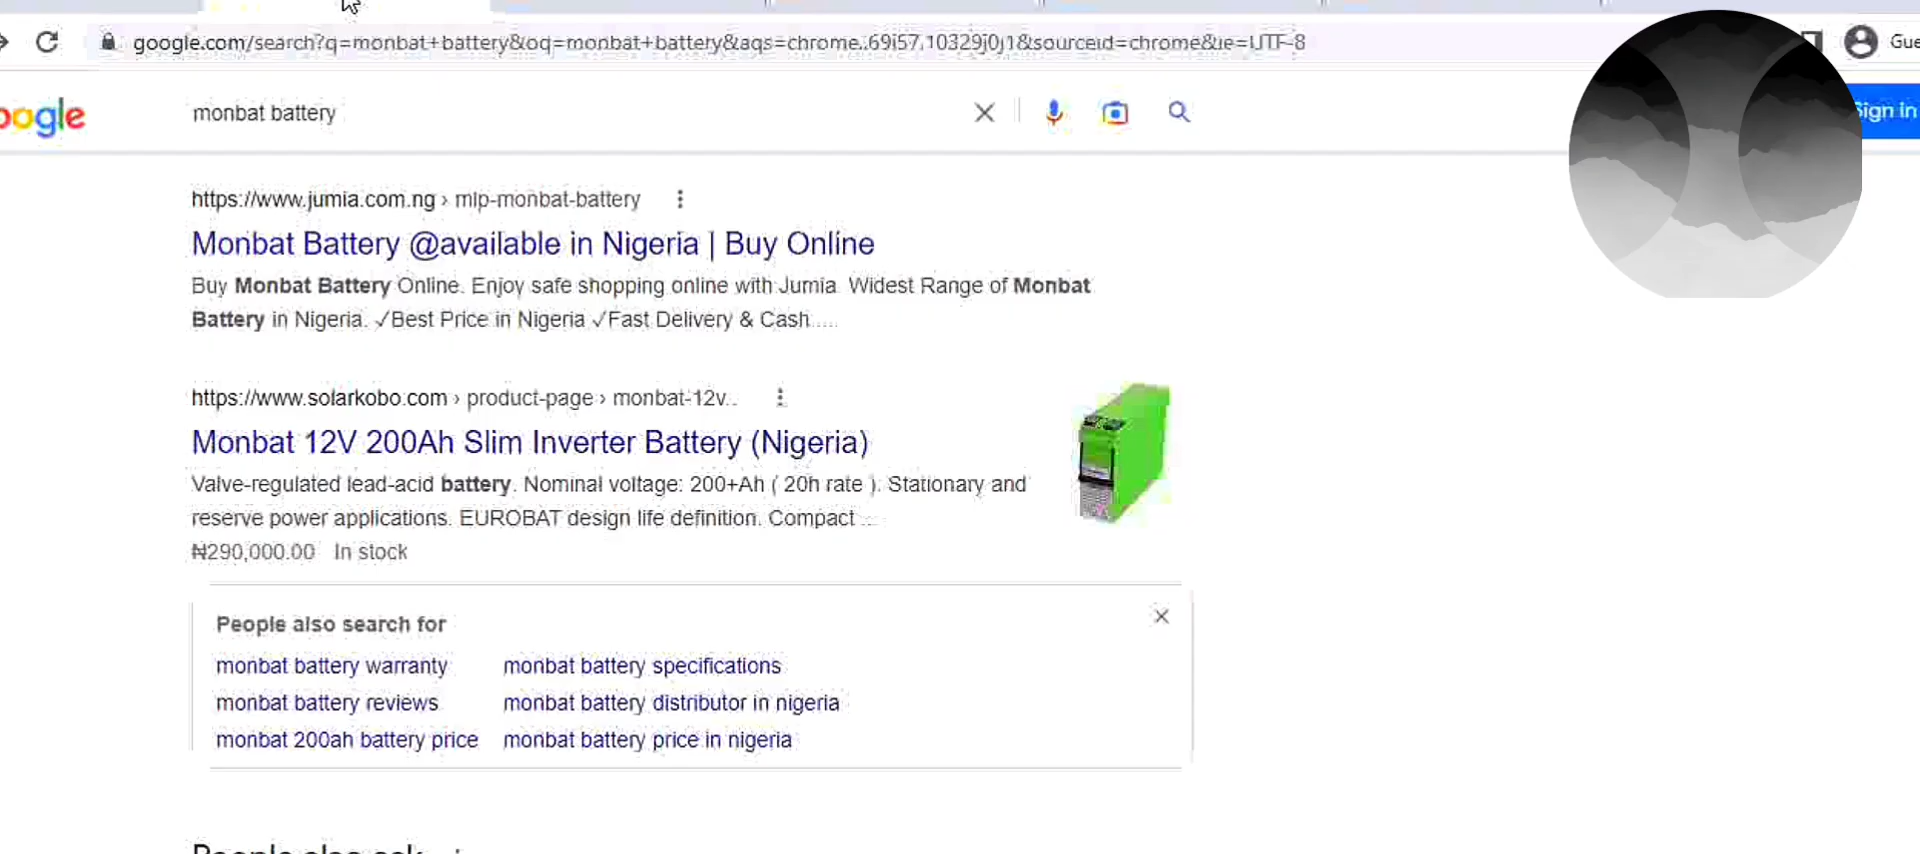 google.com/search?q=monbat+battery&oq=monbat+battery&aqs=chrome..69i57.10329j0j1&sourceid=chrome&ie=UTF-8
Gue
oogle
monbat battery
Sign in
https://www.jumia.com.ng › mlp-monbat-battery
Monbat Battery @available in Nigeria | Buy Online
Buy Monbat Battery Online. Enjoy safe shopping online with Jumia Widest Range of Monbat
Battery in Nigeria. ✓Best Price in Nigeria ✓Fast Delivery & Cash ....
https://www.solarkobo.com › product-page › monbat-12v..
Monbat 12V 200Ah Slim Inverter Battery (Nigeria)
Valve-regulated lead-acid battery. Nominal voltage: 200+Ah ( 20h rate ). Stationary and
reserve power applications. EUROBAT design life definition. Compact ...
₦290,000.00 In stock
People also search for
monbat battery warranty monbat battery specifications
monbat battery reviews monbat battery distributor in nigeria
monbat 200ah battery price monbat battery price in nigeria
People also ask